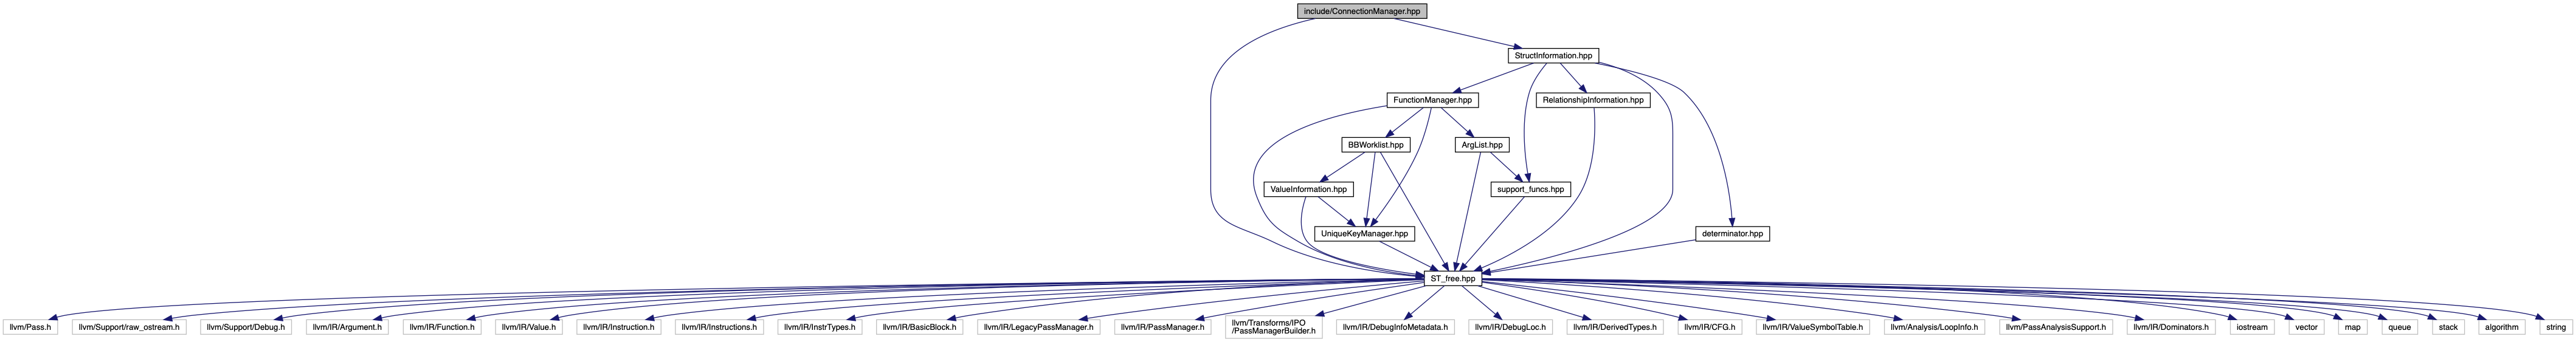 include/ConnectionManager.hpp
StructInformation.hpp
FunctionManager.hpp
RelationshipInformation.hpp
BBWorklist.hpp
ArgList.hpp
ValueInformation.hpp
support_funcs.hpp
UniqueKeyManager.hpp
determinator.hpp
ST_free.hpp
llvm/Pass.h
llvm/Support/raw_ostream.h
llvm/Support/Debug.h
llvm/IR/Argument.h
llvm/IR/Function.h
llvm/IR/Value.h
llvm/IR/Instruction.h
llvm/IR/Instructions.h
llvm/IR/InstrTypes.h
llvm/IR/BasicBlock.h
llvm/IR/LegacyPassManager.h
llvm/IR/PassManager.h
llvm/Transforms/IPO
/PassManagerBuilder.h
llvm/IR/DebugInfoMetadata.h
llvm/IR/DebugLoc.h
llvm/IR/DerivedTypes.h
llvm/IR/CFG.h
llvm/IR/ValueSymbolTable.h
llvm/Analysis/LoopInfo.h
llvm/PassAnalysisSupport.h
llvm/IR/Dominators.h
iostream
vector
map
queue
stack
algorithm
string